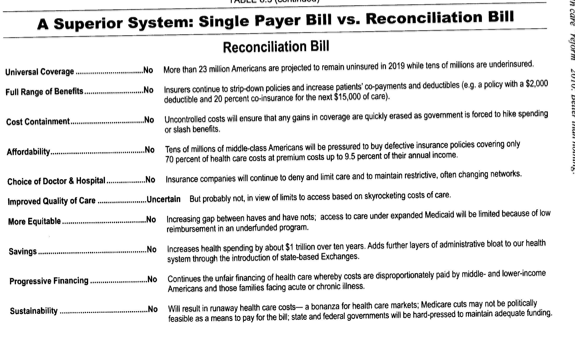 TABLE 6.3 (continued)
A Superior System: Single Payer Bill vs. Reconciliation Bill
Reconciliation Bill
Universal Coverage ..........................No More than 23 million Americans are projected to remain uninsured in 2019 while tens of millions are underinsured.
Full Range of Benefits.......................No Insurers continue to strip-down policies and increase patients' co-payments and deductibles (e.g. a policy with a $2,000
deductible and 20 percent co-insurance for the next $15,000 of care).
Cost Containment.............................No Uncontrolled costs will ensure that any gains in coverage are quickly erased as government is forced to hike spending
or slash benefits.
Affordability.....................................No Tens of millions of middle-class Americans will be pressured to buy defective insurance policies covering only
70 percent of health care costs at premium costs up to 9.5 percent of their annual income.
Choice of Doctor & Hospital ...............No Insurance companies will continue to deny and limit care and to maintain restrictive, often changing networks.
Improved Quality of Care ..............Uncertain But probably not, in view of limits to access based on skyrocketing costs of care.
More Equitable .................................No Increasing gap between haves and have nots; access to care under expanded Medicaid will be limited because of low
reimbursement in an underfunded program.
Savings............................................No Increases health spending by about $1 trillion over ten years. Adds further layers of administrative bloat to our health
system through the introduction of state-based Exchanges.
Progressive Financing .......................No Continues the unfair financing of health care whereby costs are disproportionately paid by middle- and lower-income
Americans and those families facing acute or chronic illness.
Sustainability ...................................No Will result in runaway health care costs— a bonanza for health care markets; Medicare cuts may not be politically
feasible as a means to pay for the bill; state and federal governments will be hard-pressed to maintain adequate funding.
care reform 2010: better than nothing?